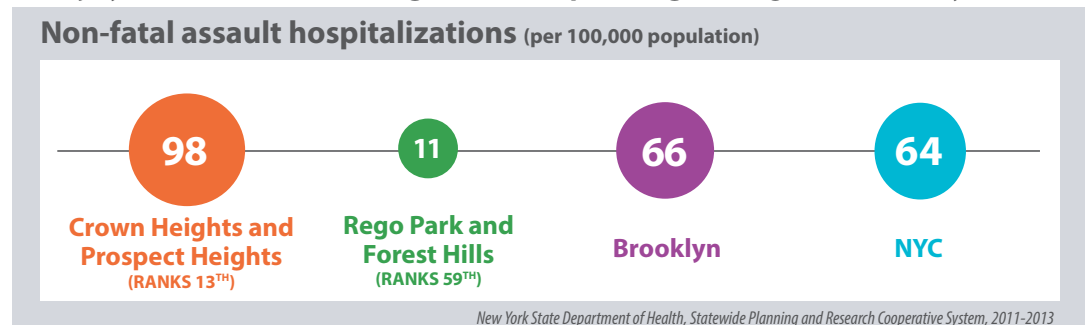 Non-fatal assault hospitalizations (per 100,000 population)
98
11
66
64
Crown Heights and
Prospect Heights
(RANKS 13TH)
Rego Park and
Forest Hills
(RANKS 59TH)
Brooklyn
NYC
New York State Department of Health, Statewide Planning and Research Cooperative System, 2011-2013